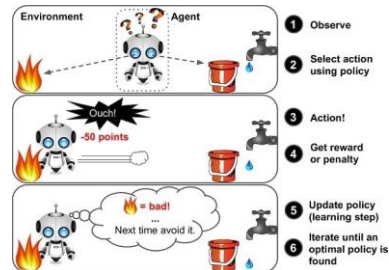 Environment
Agent
? ? ?
1 Observe
2 Select action
using policy
Ouch!
-50 points
3 Action!
4 Get reward
or penalty
= bad!
...
Next time avoid it.
5 Update policy
(learning step)
6 Iterate until an
optimal policy is
found